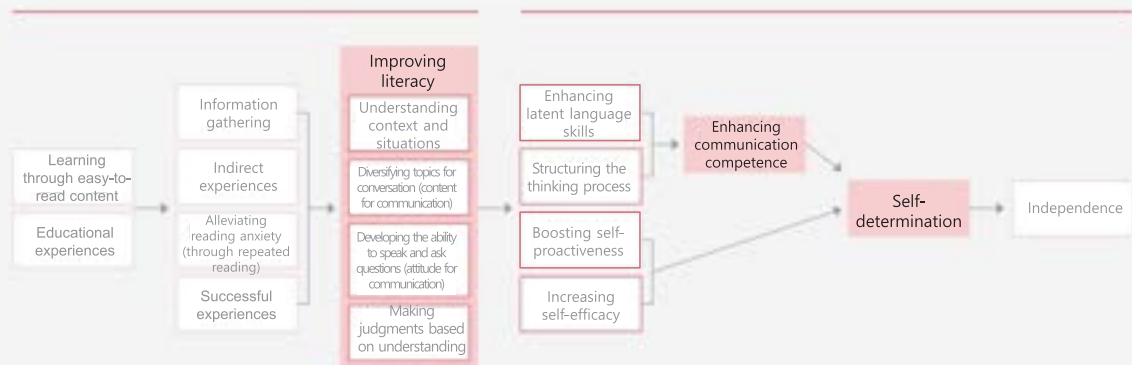 Learning
through easy-to-
read content
Educational
experiences
Information
gathering
Indirect
experiences
Alleviating
reading anxiety
(through repeated
reading)
Successful
experiences
Improving
literacy
Understanding
context and
situations
Diversifying topics for
conversation (content
for communication)
Developing the ability
to speak and ask
questions (attitude for
communication)
Making
judgments based
on understanding
Enhancing
latent language
skills
Structuring the
thinking process
Boosting self-
proactiveness
Increasing
self-efficacy
Enhancing
communication
competence
Self-
determination
Independence